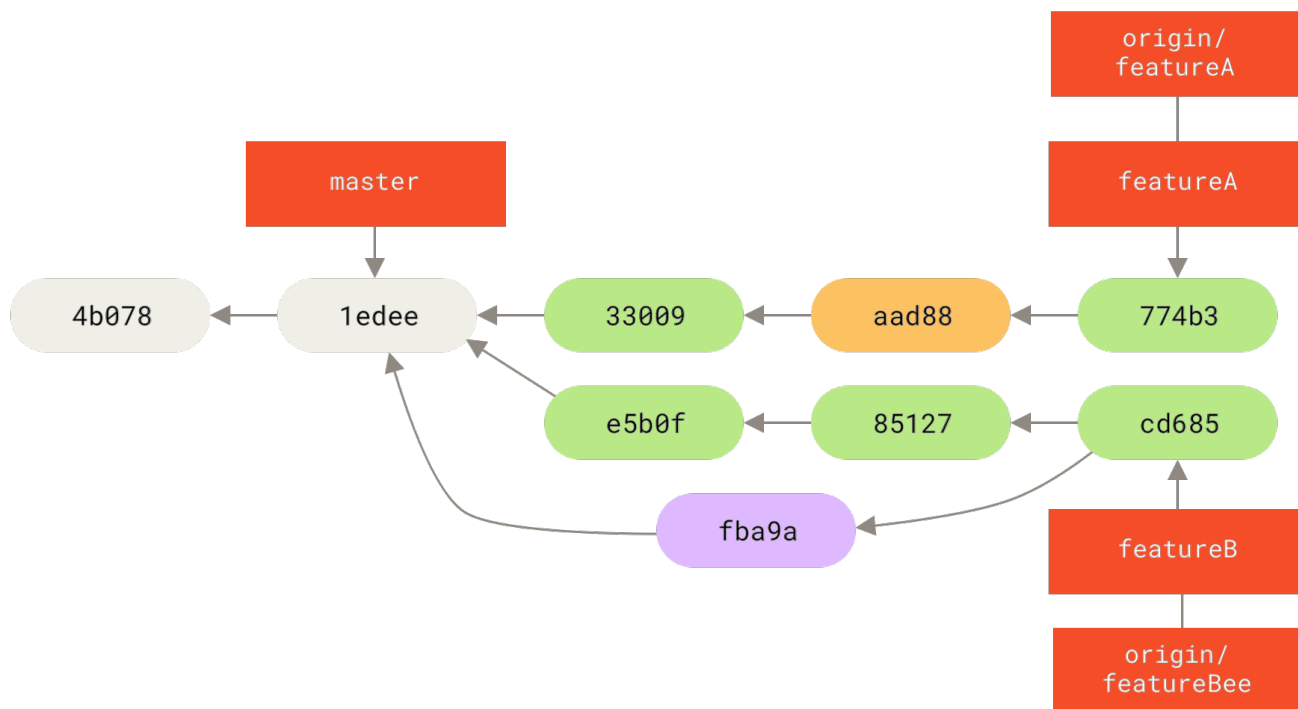 origin/
featureA
master
featureA
4b078
1edee
33009
aad88
774b3
e5b0f
85127
cd685
fba9a
featureB
origin/
featureBee